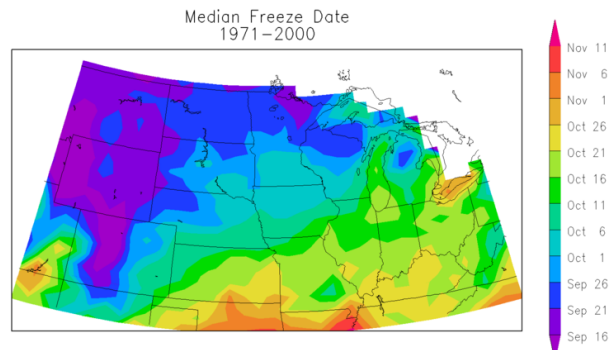 Median Freeze Date
1971-2000
Nov 11
Nov 6
Nov 1
Oct 26
Oct 21
Oct 16
Oct 11
Oct 6
Oct 1
Sep 26
Sep 21
Sep 16